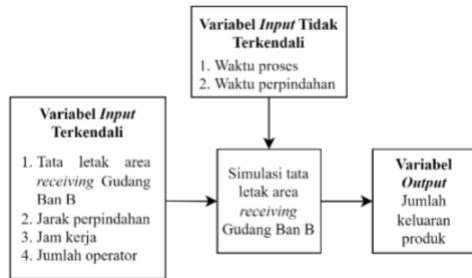 Variabel Input Tidak
Terkendali
1. Waktu proses
2. Waktu perpindahan
Variabel Input
Terkendali
1. Tata letak area
receiving Gudang
Ban B
2. Jarak perpindahan
3. Jam kerja
4. Jumlah operator
Simulasi tata
letak area
receiving
Gudang Ban B
Variabel
Output
Jumlah
keluaran
produk